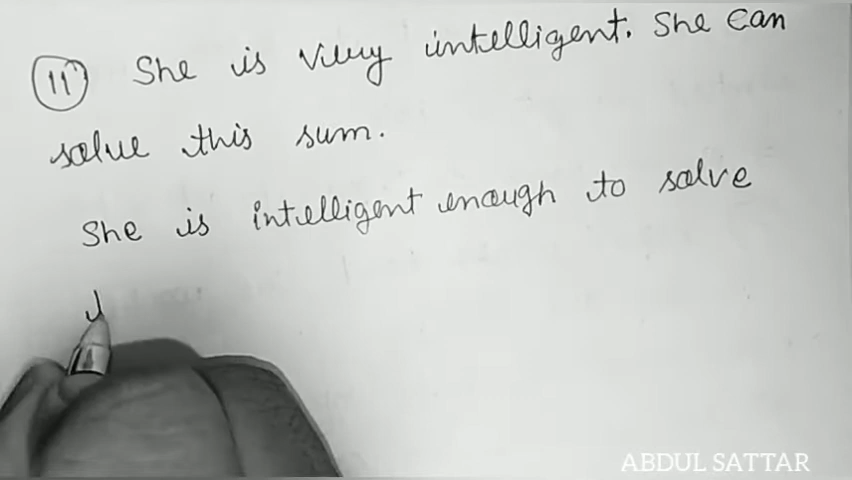 11) She is very intelligent. She can
solve this sum.
She is intelligent enough to solve
ABDUL SATTAR